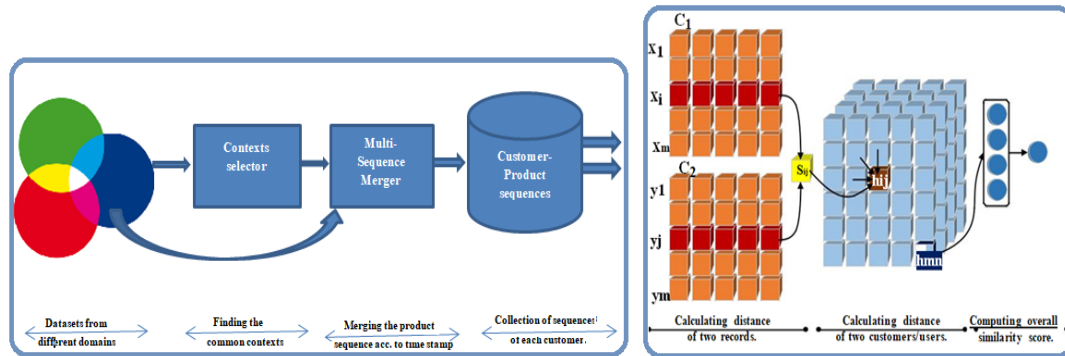 Contexts
selector
Multi-
Sequence
Merger
Customer-
Product
sequences
Datasets from
different domains
Finding the
common contexts
Merging the product
sequence acc. to time stamp
Collection of sequences
of each customer.
C1
x1
xi
xm
C2
y1
yj
ym
Sij
hij
hmn
Calculating distance
of two records.
Calculating distance
of two customers/users.
Computing overall
similarity score.